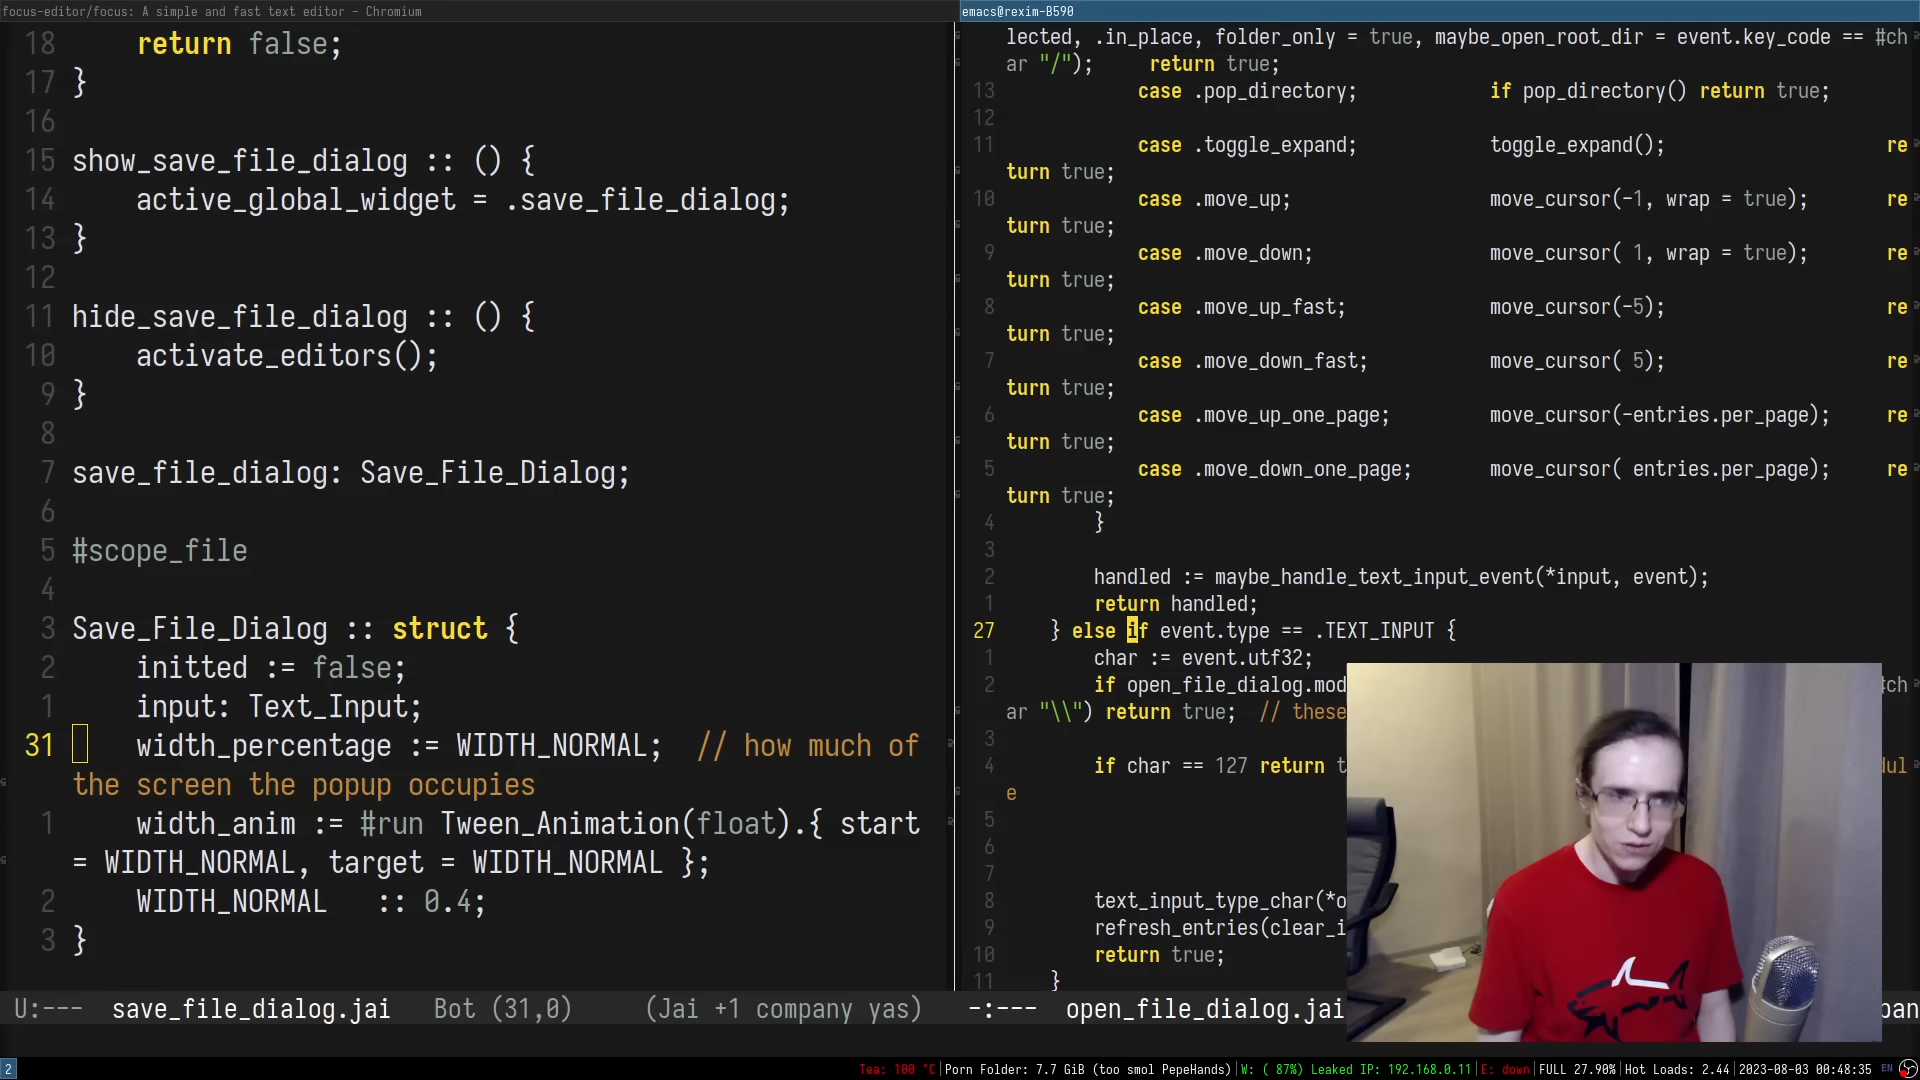 focus-editor/focus: A simple and fast text editor - Chromium
18 return false;
17 }
16
15 show_save_file_dialog :: () {
14 active_global_widget = .save_file_dialog;
13 }
12
11 hide_save_file_dialog :: () {
10 activate_editors();
9 }
8
7 save_file_dialog: Save_File_Dialog;
6
5 #scope_file
4
3 Save_File_Dialog :: struct {
2 initted := false;
1 input: Text_Input;
31 width_percentage := WIDTH_NORMAL; // how much of
the screen the popup occupies
1 width_anim := #run Tween_Animation(float).{ start
= WIDTH_NORMAL, target = WIDTH_NORMAL };
2 WIDTH_NORMAL :: 0.4;
3 }
U:--- save_file_dialog.jai Bot (31,0) (Jai +1 company yas)
emacs@rexim-B590
lected, .in_place, folder_only = true, maybe_open_root_dir = event.key_code == #ch
ar "/"); return true;
13 case .pop_directory; if pop_directory() return true;
12
11 case .toggle_expand; toggle_expand(); re
turn true;
10 case .move_up; move_cursor(-1, wrap = true); re
turn true;
9 case .move_down; move_cursor( 1, wrap = true); re
turn true;
8 case .move_up_fast; move_cursor(-5); re
turn true;
7 case .move_down_fast; move_cursor( 5); re
turn true;
6 case .move_up_one_page; move_cursor(-entries.per_page); re
turn true;
5 case .move_down_one_page; move_cursor( entries.per_page); re
turn true;
4 }
3
2 handled := maybe_handle_text_input_event(*input, event);
1 return handled;
27 } else if event.type == .TEXT_INPUT {
1 char := event.utf32;
2 if open_file_dialog.mod #ch
ar "\\") return true; // these
3
4 if char == 127 return t dul
e
5
6
7
8 text_input_type_char(*o
9 refresh_entries(clear_i
10 return true;
11 }
-:--- open_file_dialog.jai pan
2 Tea: 100 °C|Porn Folder: 7.7 GiB (too smol PepeHands)|W: ( 87%) Leaked IP: 192.168.0.11|E: down|FULL 27.90%|Hot Loads: 2.44|2023-08-03 00:48:35 EN